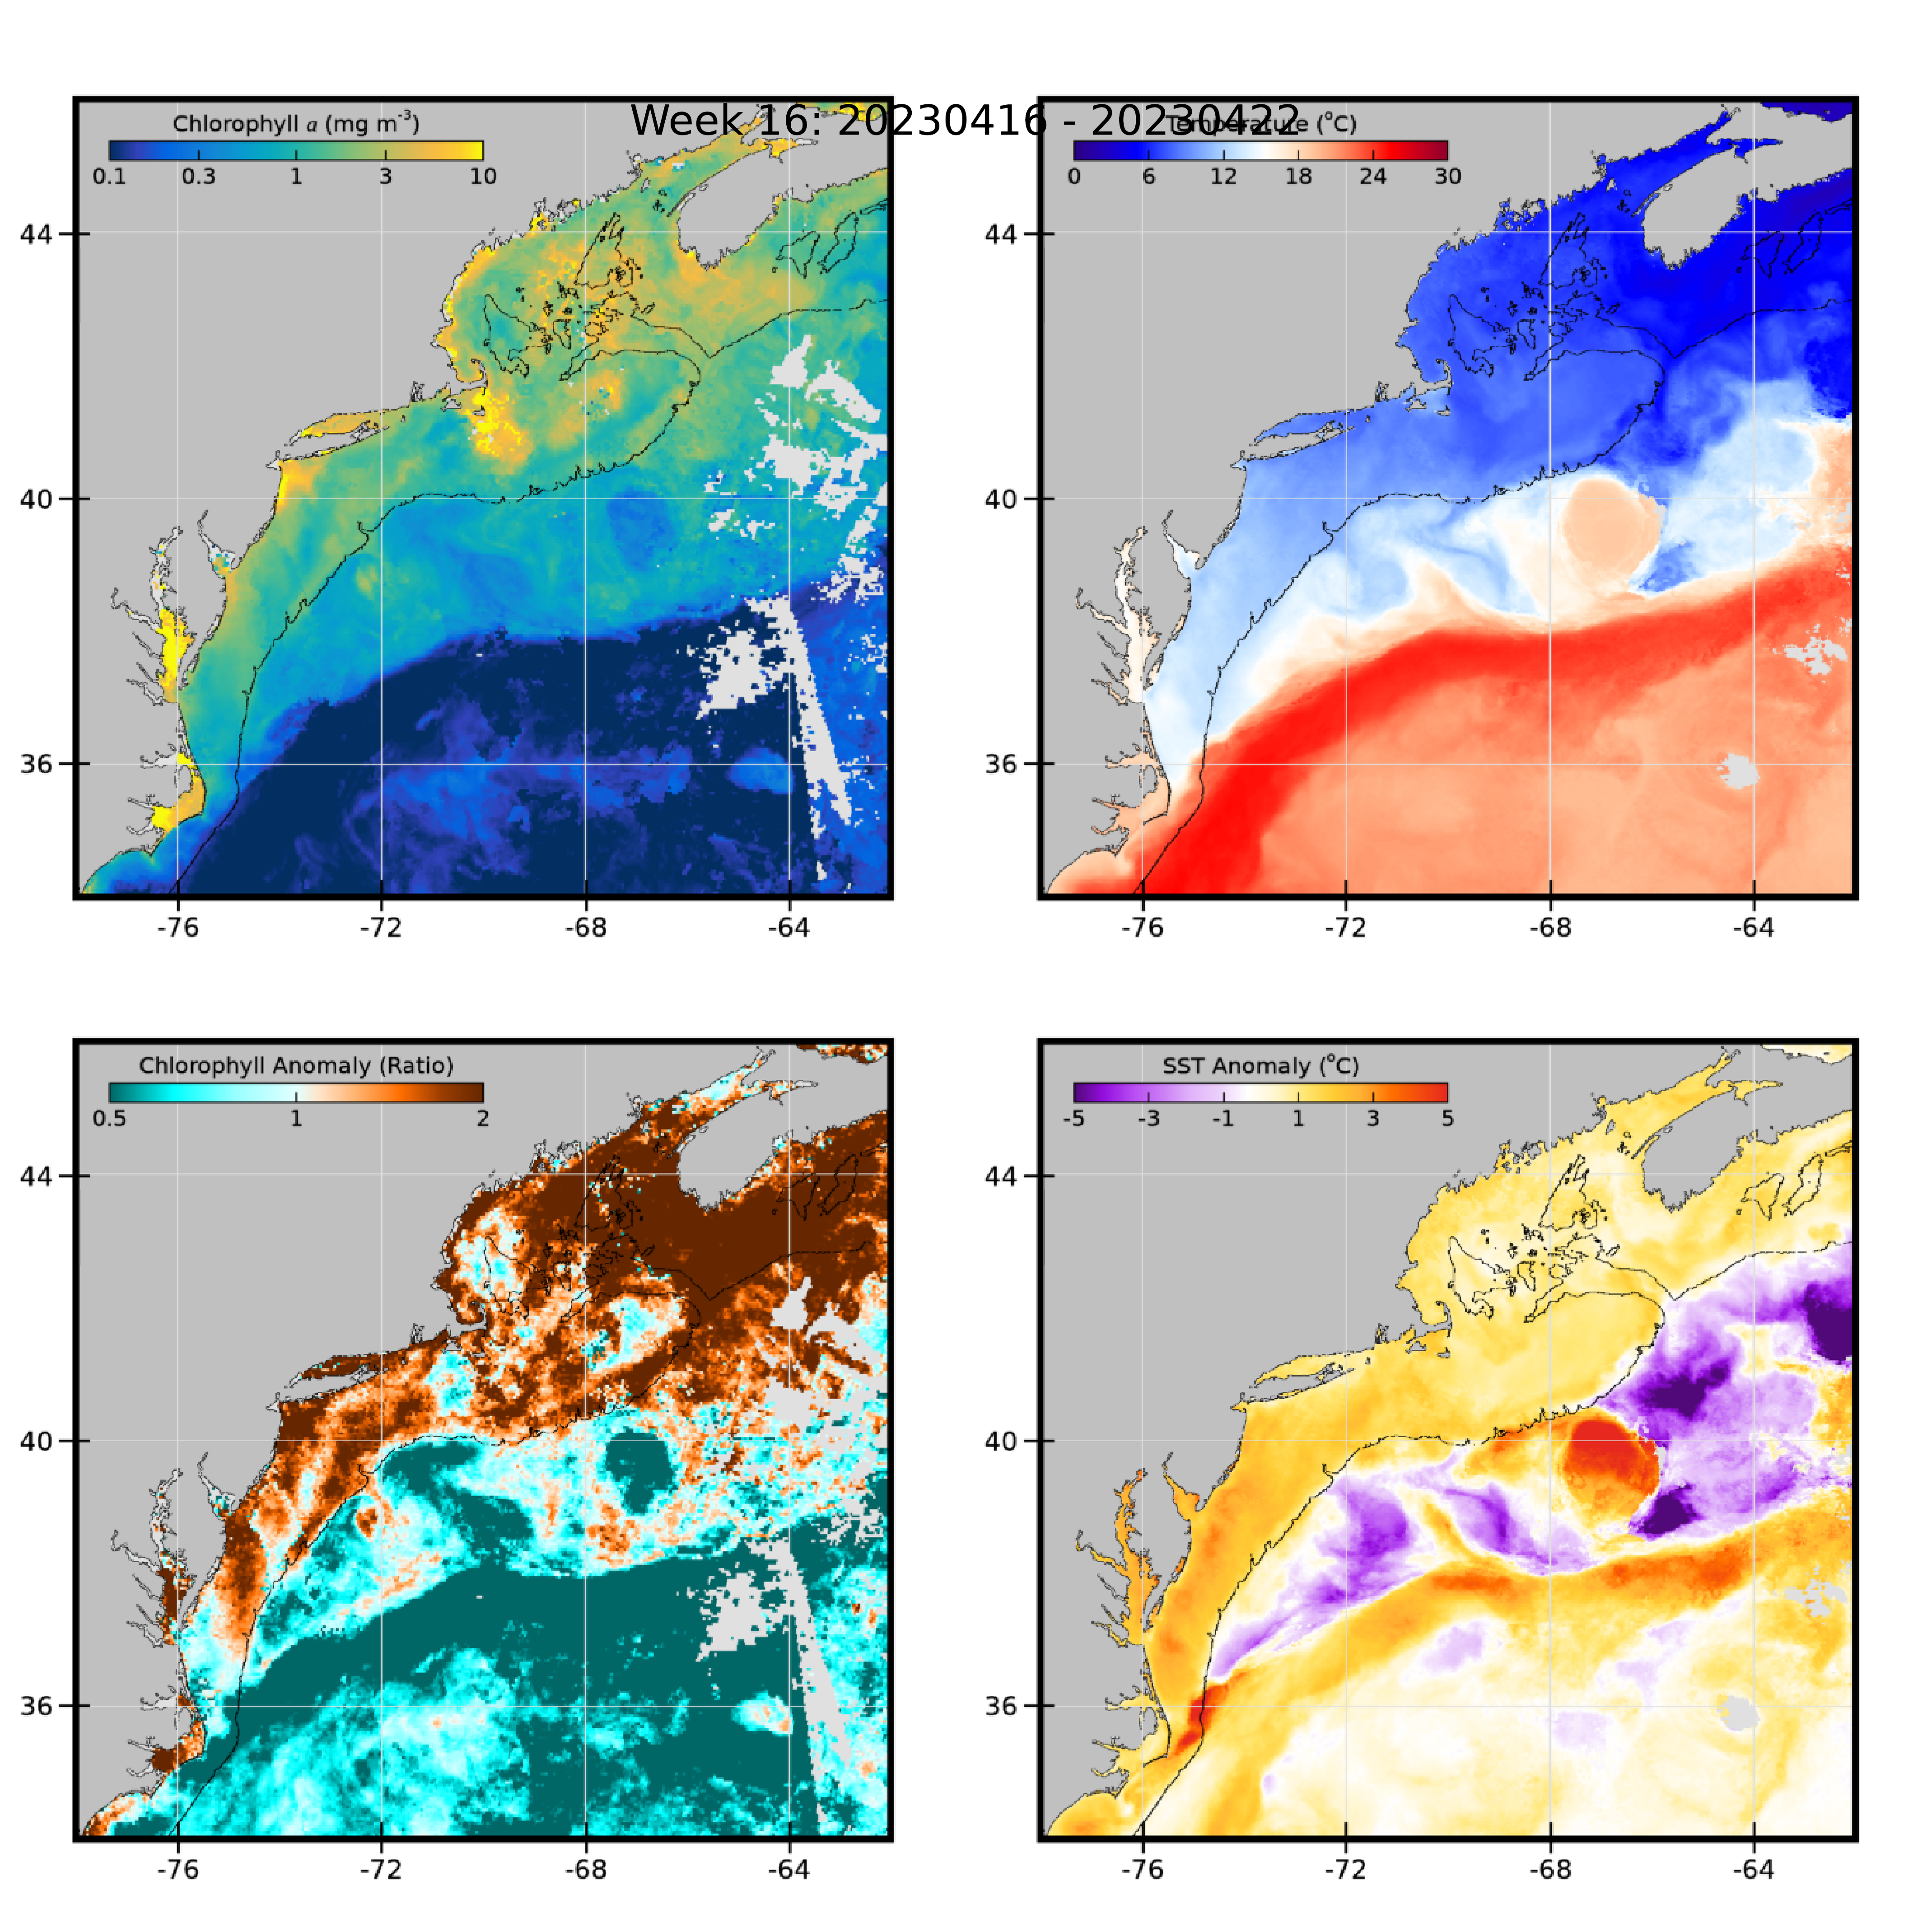 Week 16: 20230416 - 20230422
Chlorophyll a (mg m-3)
0.1 0.3 1 3 10
44
40
36
-76 -72 -68 -64
Temperature (oC)
0 6 12 18 24 30
44
40
36
-76 -72 -68 -64
Chlorophyll Anomaly (Ratio)
0.5 1 2
44
40
36
-76 -72 -68 -64
SST Anomaly (oC)
-5 -3 -1 1 3 5
44
40
36
-76 -72 -68 -64